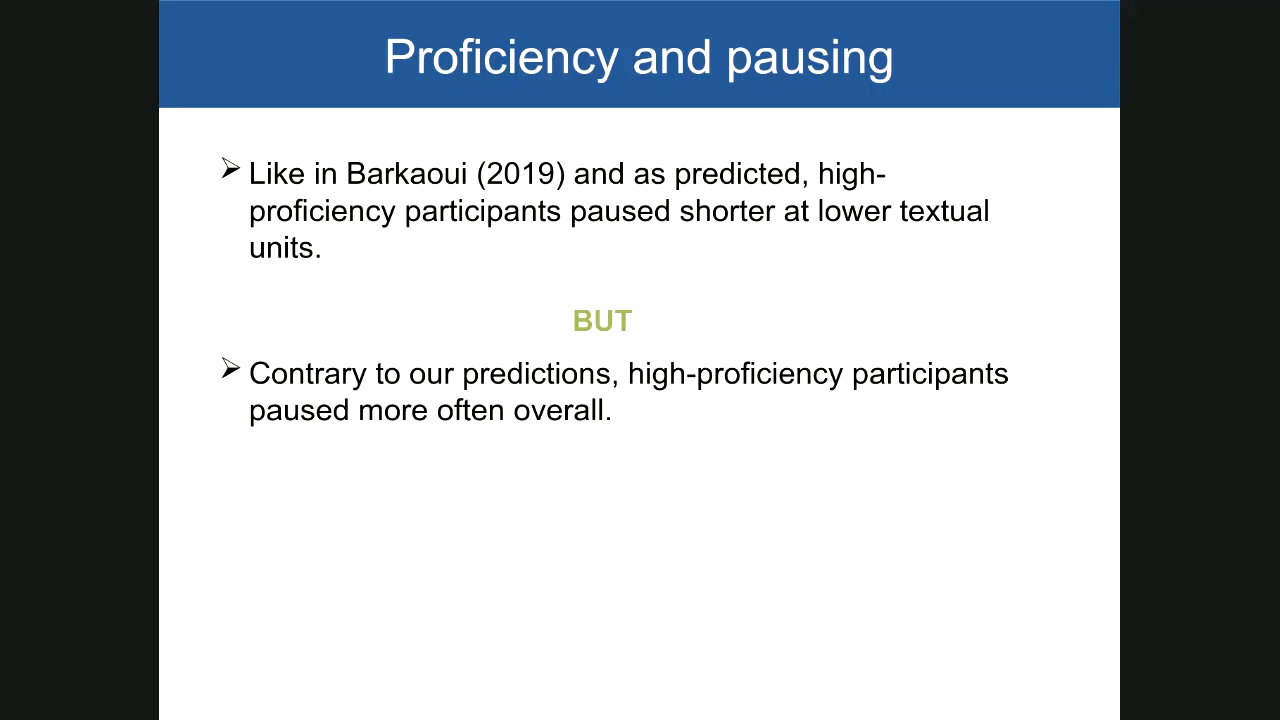 Proficiency and pausing
Like in Barkaoui (2019) and as predicted, high-
proficiency participants paused shorter at lower textual
units.
BUT
Contrary to our predictions, high-proficiency participants
paused more often overall.